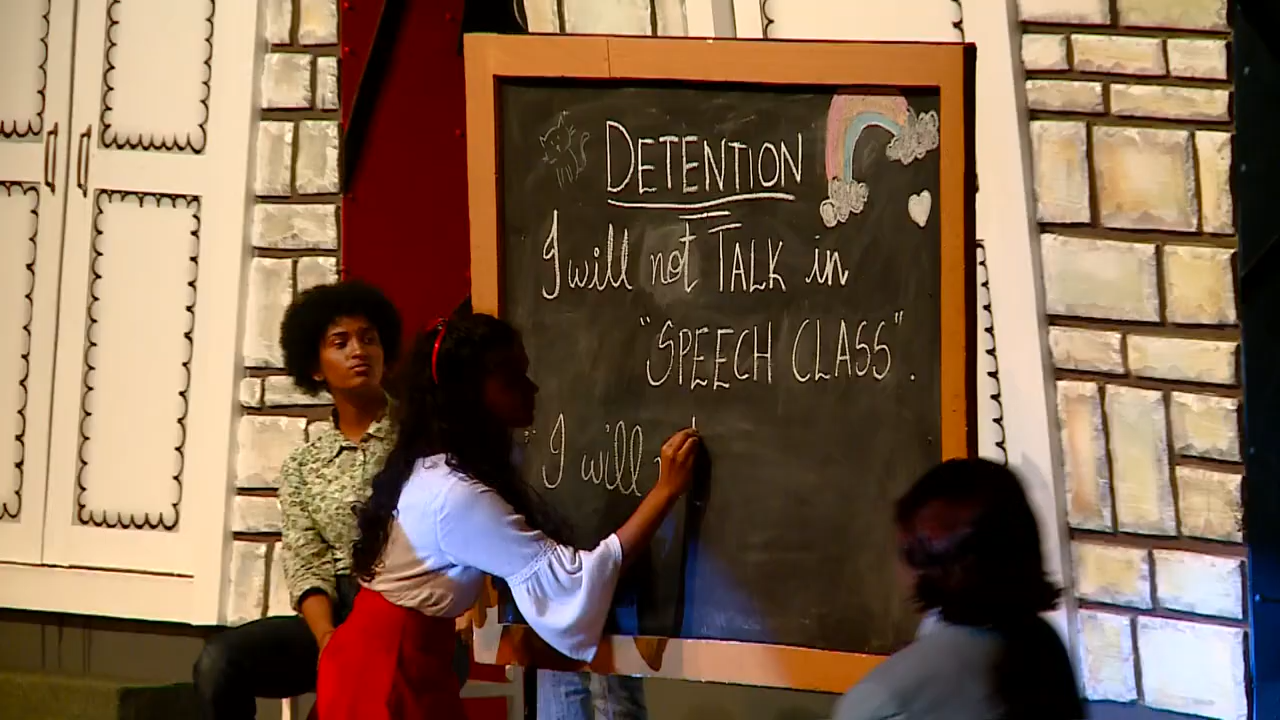 DETENTION
I will not TALK in
"SPEECH CLASS".
I will